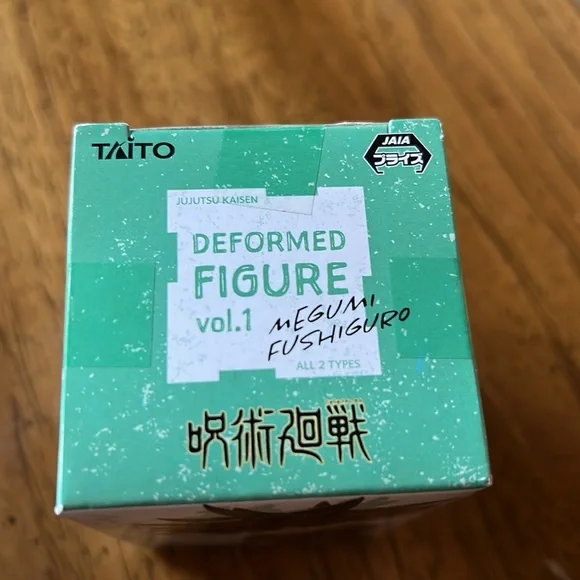 TAITO
JAIA
プライズ
JUJUTSU KAISEN
DEFORMED
FIGURE
vol.1
MEGUMI
FUSHIGURO
ALL 2 TYPES
呪術廻戦